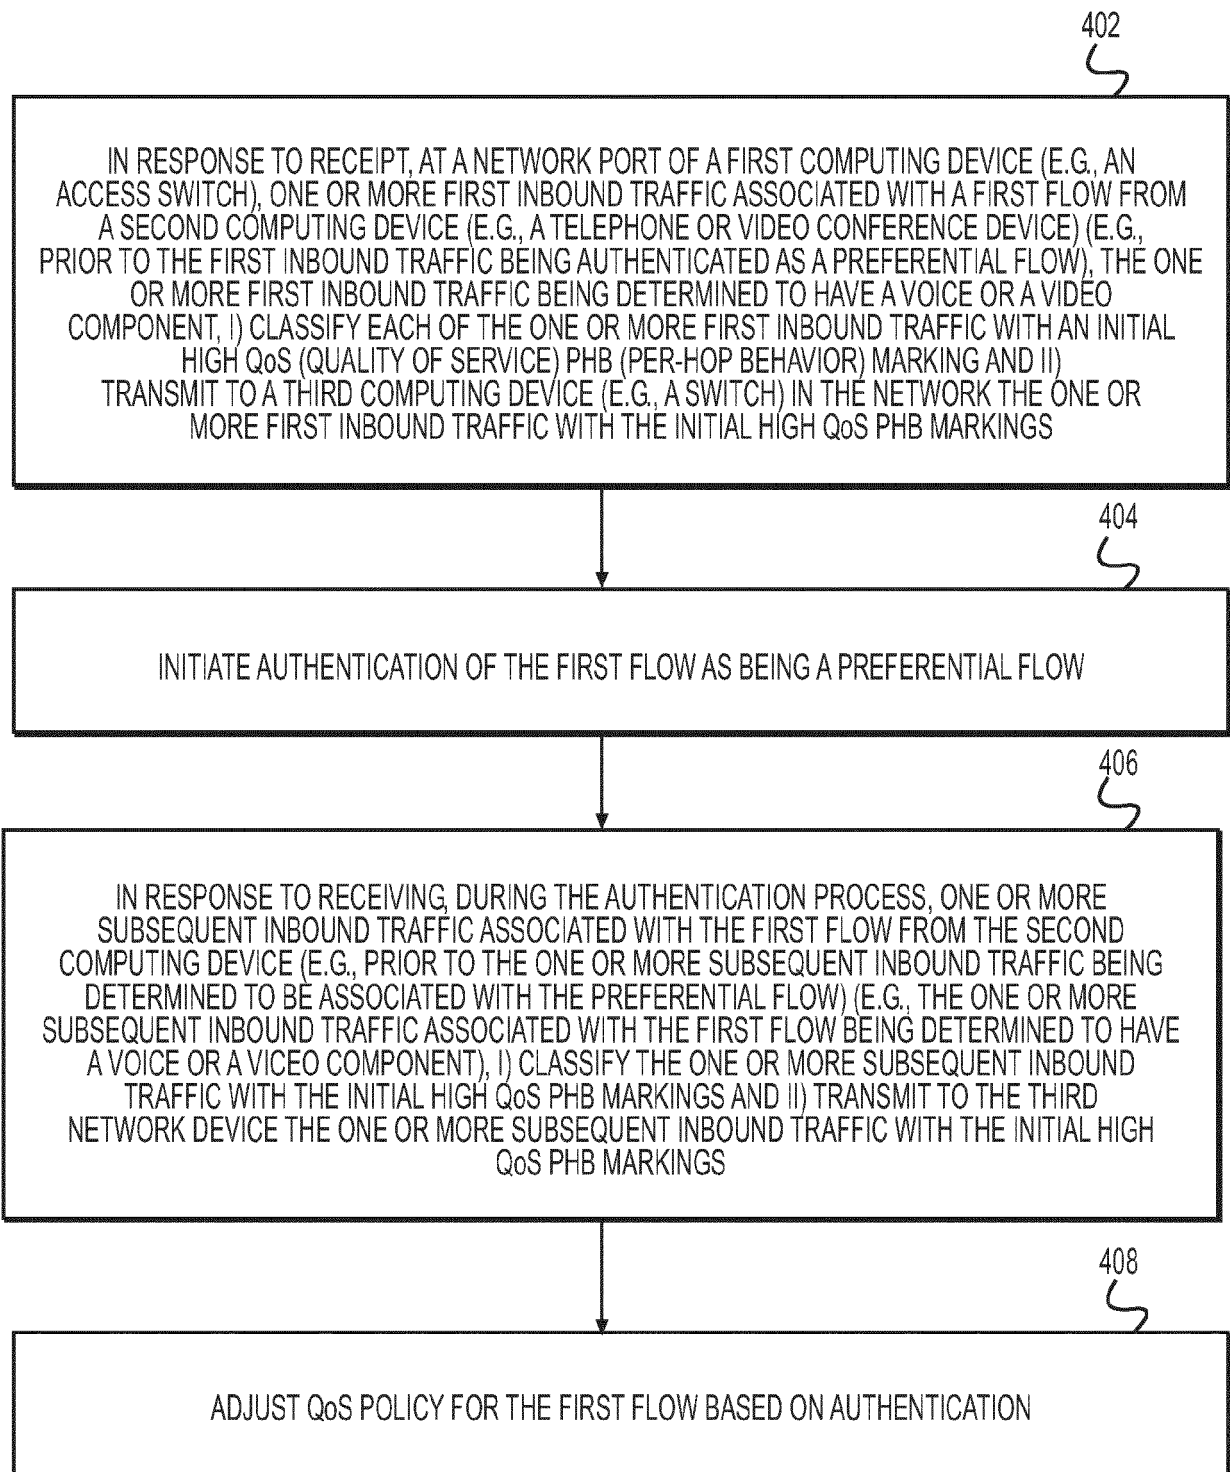 402
IN RESPONSE TO RECEIPT, AT A NETWORK PORT OF A FIRST COMPUTING DEVICE (E.G., AN
ACCESS SWITCH), ONE OR MORE FIRST INBOUND TRAFFIC ASSOCIATED WITH A FIRST FLOW FROM
A SECOND COMPUTING DEVICE (E.G., A TELEPHONE OR VIDEO CONFERENCE DEVICE) (E.G.,
PRIOR TO THE FIRST INBOUND TRAFFIC BEING AUTHENTICATED AS A PREFERENTIAL FLOW), THE ONE
OR MORE FIRST INBOUND TRAFFIC BEING DETERMINED TO HAVE A VOICE OR A VIDEO
COMPONENT, I) CLASSIFY EACH OF THE ONE OR MORE FIRST INBOUND TRAFFIC WITH AN INITIAL
HIGH QoS (QUALITY OF SERVICE) PHB (PER-HOP BEHAVIOR) MARKING AND II)
TRANSMIT TO A THIRD COMPUTING DEVICE (E.G., A SWITCH) IN THE NETWORK THE ONE OR
MORE FIRST INBOUND TRAFFIC WITH THE INITIAL HIGH QoS PHB MARKINGS
404
INITIATE AUTHENTICATION OF THE FIRST FLOW AS BEING A PREFERENTIAL FLOW
406
IN RESPONSE TO RECEIVING, DURING THE AUTHENTICATION PROCESS, ONE OR MORE
SUBSEQUENT INBOUND TRAFFIC ASSOCIATED WITH THE FIRST FLOW FROM THE SECOND
COMPUTING DEVICE (E.G., PRIOR TO THE ONE OR MORE SUBSEQUENT INBOUND TRAFFIC BEING
DETERMINED TO BE ASSOCIATED WITH THE PREFERENTIAL FLOW) (E.G., THE ONE OR MORE
SUBSEQUENT INBOUND TRAFFIC ASSOCIATED WITH THE FIRST FLOW BEING DETERMINED TO HAVE
A VOICE OR A VICEO COMPONENT), I) CLASSIFY THE ONE OR MORE SUBSEQUENT INBOUND
TRAFFIC WITH THE INITIAL HIGH QoS PHB MARKINGS AND II) TRANSMIT TO THE THIRD
NETWORK DEVICE THE ONE OR MORE SUBSEQUENT INBOUND TRAFFIC WITH THE INITIAL HIGH
QoS PHB MARKINGS
408
ADJUST QoS POLICY FOR THE FIRST FLOW BASED ON AUTHENTICATION